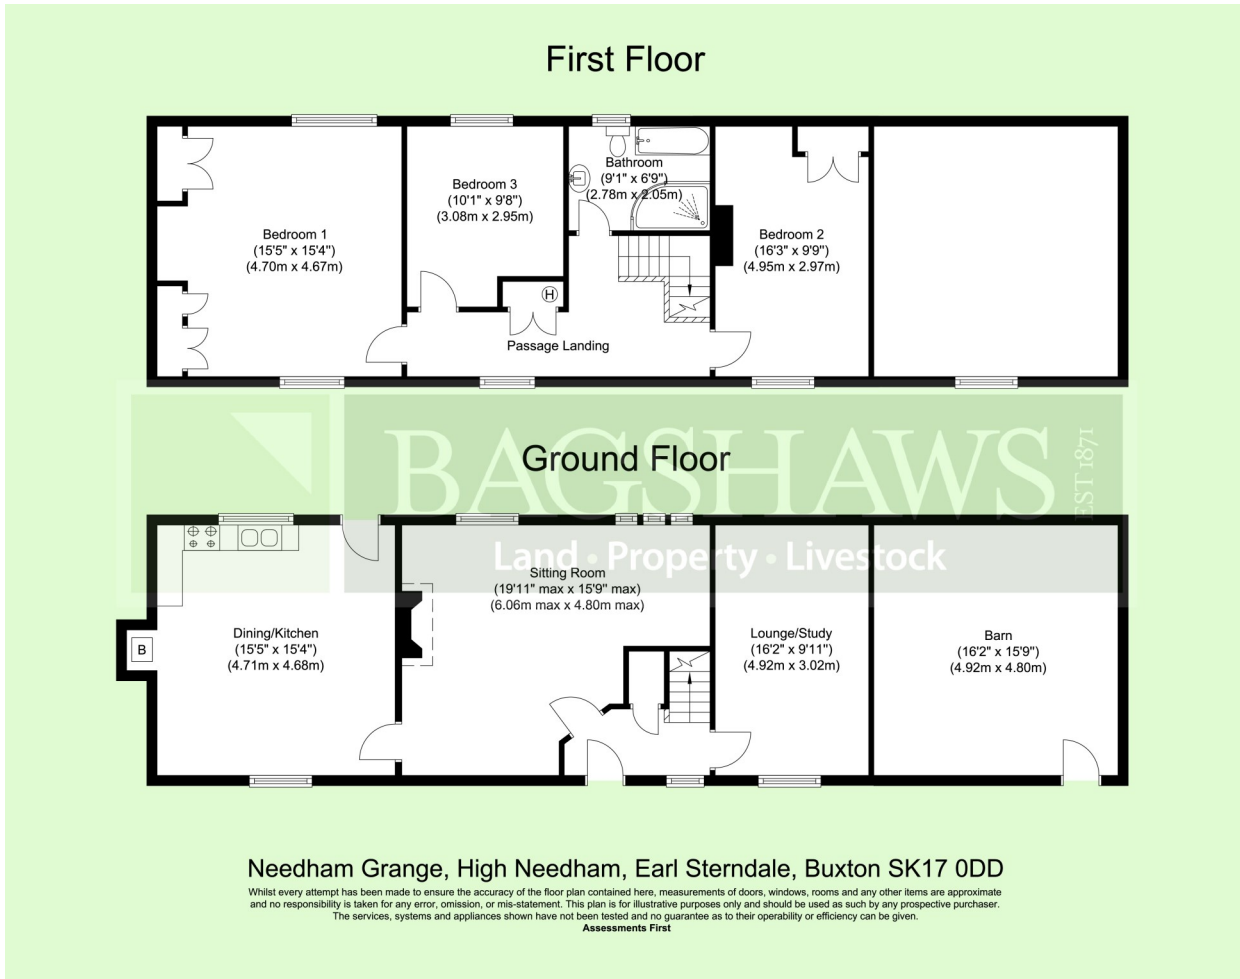 First Floor
Bathroom
(9'1" x 6'9")
(2.78m x 2.05m)
Bedroom 3
(10'1" x 9'8")
(3.08m x 2.95m)
Bedroom 1
(15'5" x 15'4")
(4.70m x 4.67m)
Bedroom 2
(16'3" x 9'9")
(4.95m x 2.97m)
H
Passage Landing
BAGSHAWS
EST 1871
Ground Floor
Land · Property · Livestock
Sitting Room
(19'11" max x 15'9" max)
(6.06m max x 4.80m max)
Dining/Kitchen
(15'5" x 15'4")
(4.71m x 4.68m)
B
Lounge/Study
(16'2" x 9'11")
(4.92m x 3.02m)
Barn
(16'2" x 15'9")
(4.92m x 4.80m)
Needham Grange, High Needham, Earl Sterndale, Buxton SK17 0DD
Whilst every attempt has been made to ensure the accuracy of the floor plan contained here, measurements of doors, windows, rooms and any other items are approximate
and no responsibility is taken for any error, omission, or mis-statement. This plan is for illustrative purposes only and should be used as such by any prospective purchaser.
The services, systems and appliances shown have not been tested and no guarantee as to their operability or efficiency can be given.
Assessments First